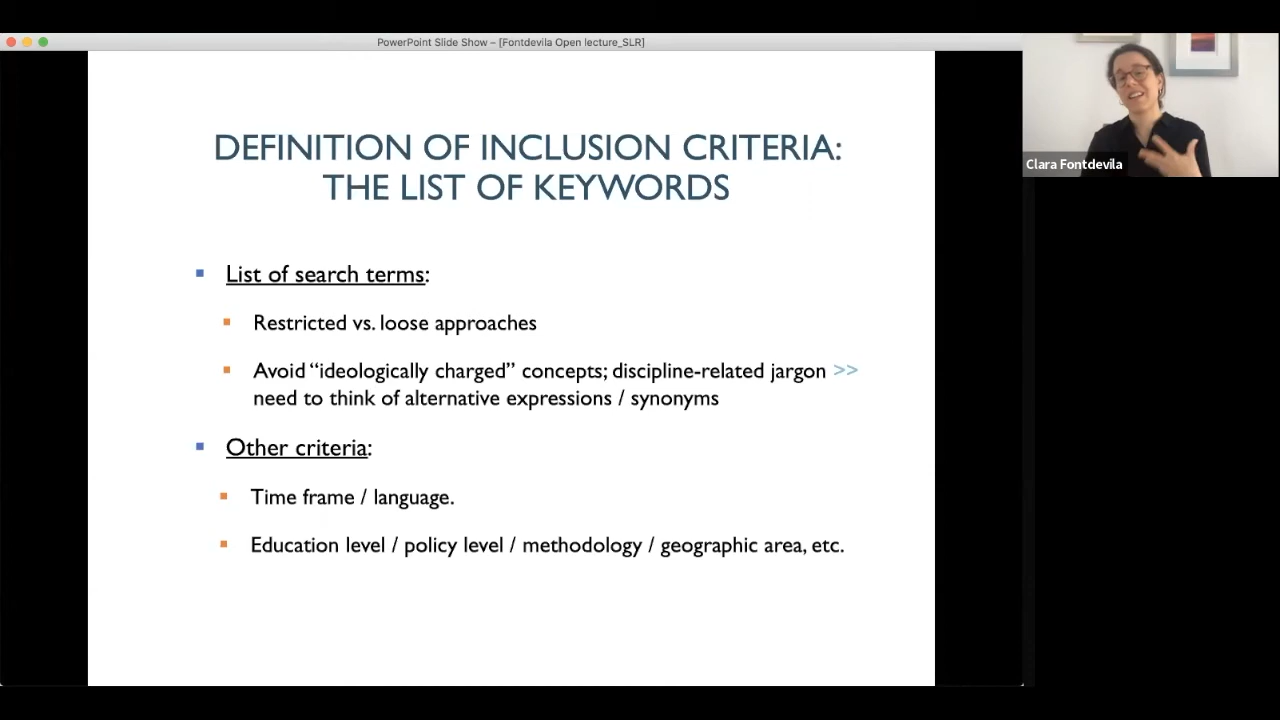 PowerPoint Slide Show – [Fontdevila Open lecture_SLR]
DEFINITION OF INCLUSION CRITERIA:
THE LIST OF KEYWORDS
▪ List of search terms:
▪ Restricted vs. loose approaches
▪ Avoid “ideologically charged” concepts; discipline-related jargon >>
need to think of alternative expressions / synonyms
▪ Other criteria:
▪ Time frame / language.
▪ Education level / policy level / methodology / geographic area, etc.
Clara Fontdevila